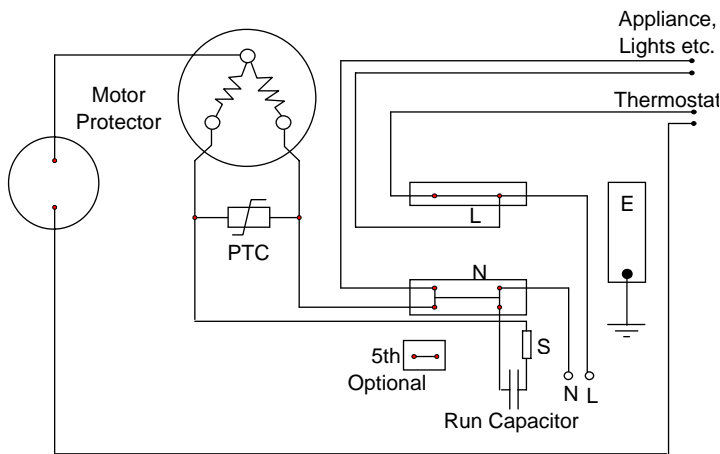 Appliance,
Lights etc.
Motor
Protector
Thermostat
L
E
PTC
N
5th
Optional
S
N L
Run Capacitor